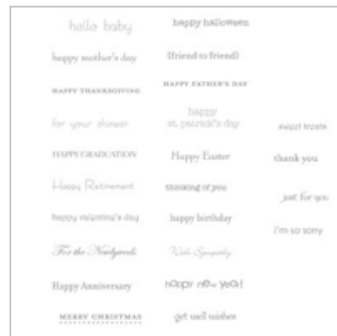 hello baby
happy mother's day
HAPPY THANKSGIVING
for your shower
HAPPY GRADUATION
Happy Retirement
happy valentine's day
For the Newlyweds
Happy Anniversary
MERRY CHRISTMAS
happy halloween
(friend to friend)
HAPPY FATHER'S DAY
happy
st. patrick's day
Happy Easter
thinking of you
happy birthday
With Sympathy
happy new year!
get well wishes
sweet treats
thank you
just for you
I'm so sorry